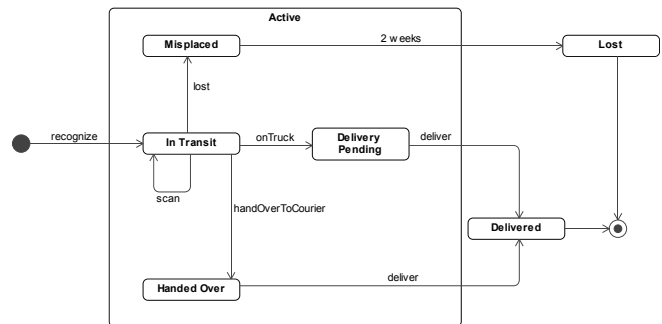 Active
Misplaced
2 weeks
Lost
lost
recognize
In Transit
onTruck
Delivery
Pending
deliver
scan
handOverToCourier
Delivered
Handed Over
deliver